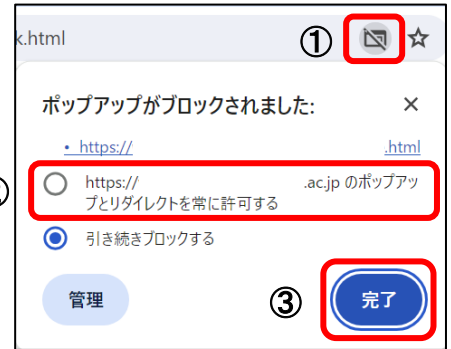 k.html ①
ポップアップがブロックされました: ×
• https:// .html
https:// .ac.jp のポップアッ
プとリダイレクトを常に許可する
引き続きブロックする
管理 ③ 完了